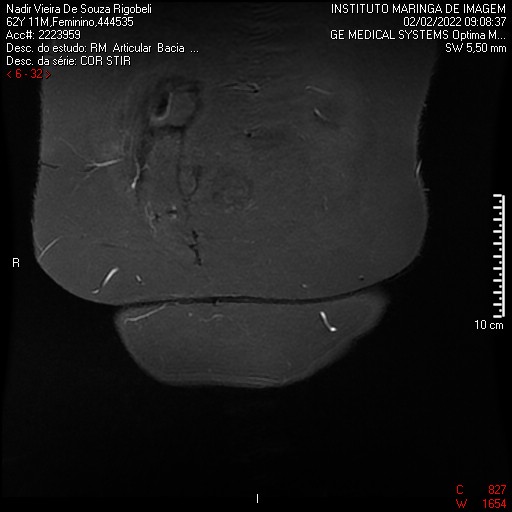 Nadir Vieira De Souza Rigobeli
62Y 11M,Feminino,444535
Acc#: 2223959
Desc. do estudo: RM Articular Bacia ...
Desc. da série: COR STIR
< 6 - 32 >
INSTITUTO MARINGA DE IMAGEM
02/02/2022 09:08:37
GE MEDICAL SYSTEMS Optima M...
SW 5,50 mm
R
10 cm
I
C 827
W 1654